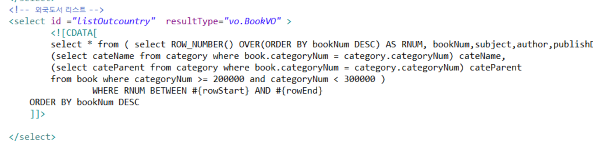 <!-- 외국도서 리스트 -->
<select id ="listOutcountry" resultType="vo.BookVO" >
<![CDATA[
select * from ( select ROW_NUMBER() OVER(ORDER BY bookNum DESC) AS RNUM, bookNum,subject,author,publishD
(select cateName from category where book.categoryNum = category.categoryNum) cateName,
(select cateParent from category where book.categoryNum = category.categoryNum) cateParent
from book where categoryNum >= 200000 and categoryNum < 300000 )
WHERE RNUM BETWEEN #{rowStart} AND #{rowEnd}
ORDER BY bookNum DESC
]]>
</select>